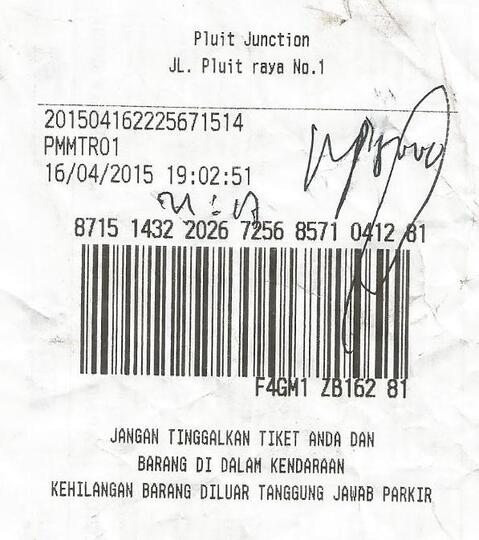 Pluit Junction
JL. Pluit raya No.1
201504162225671514
PMMTR01
16/04/2015 19:02:51
8715 1432 2026 7256 8571 0412 81
F4GM1 ZB162 81
JANGAN TINGGALKAN TIKET ANDA DAN
BARANG DI DALAM KENDARAAN
KEHILANGAN BARANG DILUAR TANGGUNG JAWAB PARKIR